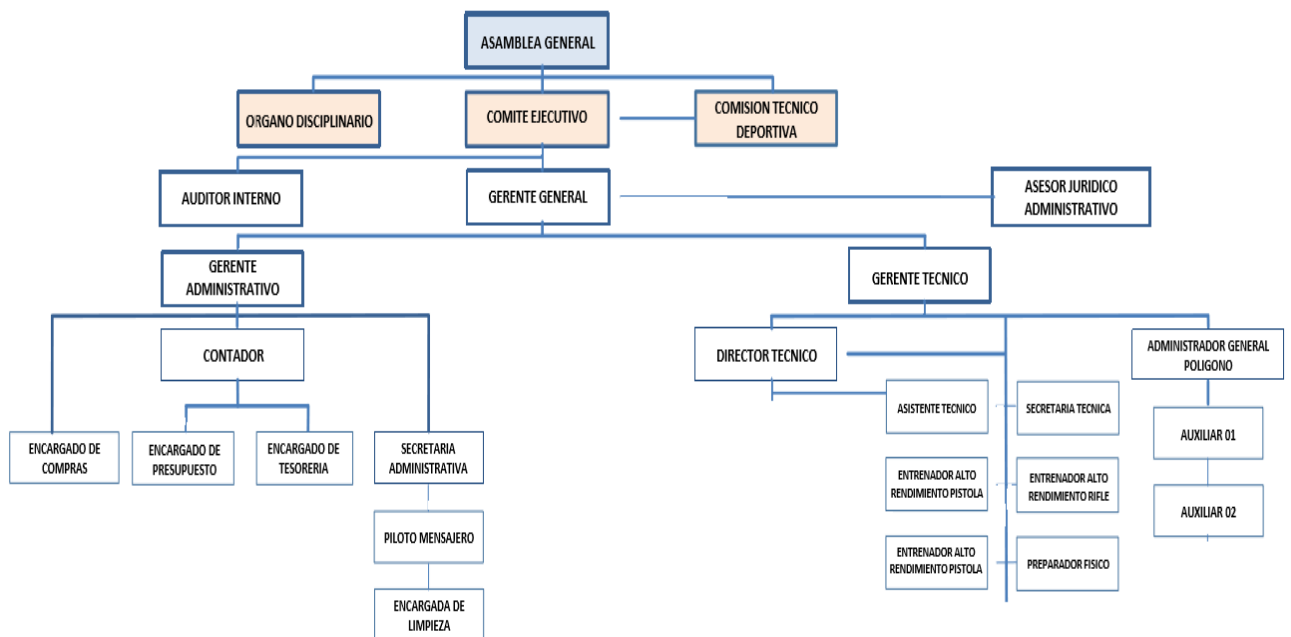 ASAMBLEA GENERAL
ORGANO DISCIPLINARIO
COMITE EJECUTIVO
COMISION TECNICO
DEPORTIVA
AUDITOR INTERNO
GERENTE GENERAL
ASESOR JURIDICO
ADMINISTRATIVO
GERENTE
ADMINISTRATIVO
GERENTE TECNICO
CONTADOR
DIRECTOR TECNICO
ADMINISTRADOR GENERAL
POLIGONO
ASISTENTE TECNICO
SECRETARIA TECNICA
AUXILIAR 01
ENCARGADO DE
COMPRAS
ENCARGADO DE
PRESUPUESTO
ENCARGADO DE
TESORERIA
SECRETARIA
ADMINISTRATIVA
ENTRENADOR ALTO
RENDIMIENTO PISTOLA
ENTRENADOR ALTO
RENDIMIENTO RIFLE
AUXILIAR 02
PILOTO MENSAJERO
ENTRENADOR ALTO
RENDIMIENTO PISTOLA
PREPARADOR FISICO
ENCARGADA DE
LIMPIEZA